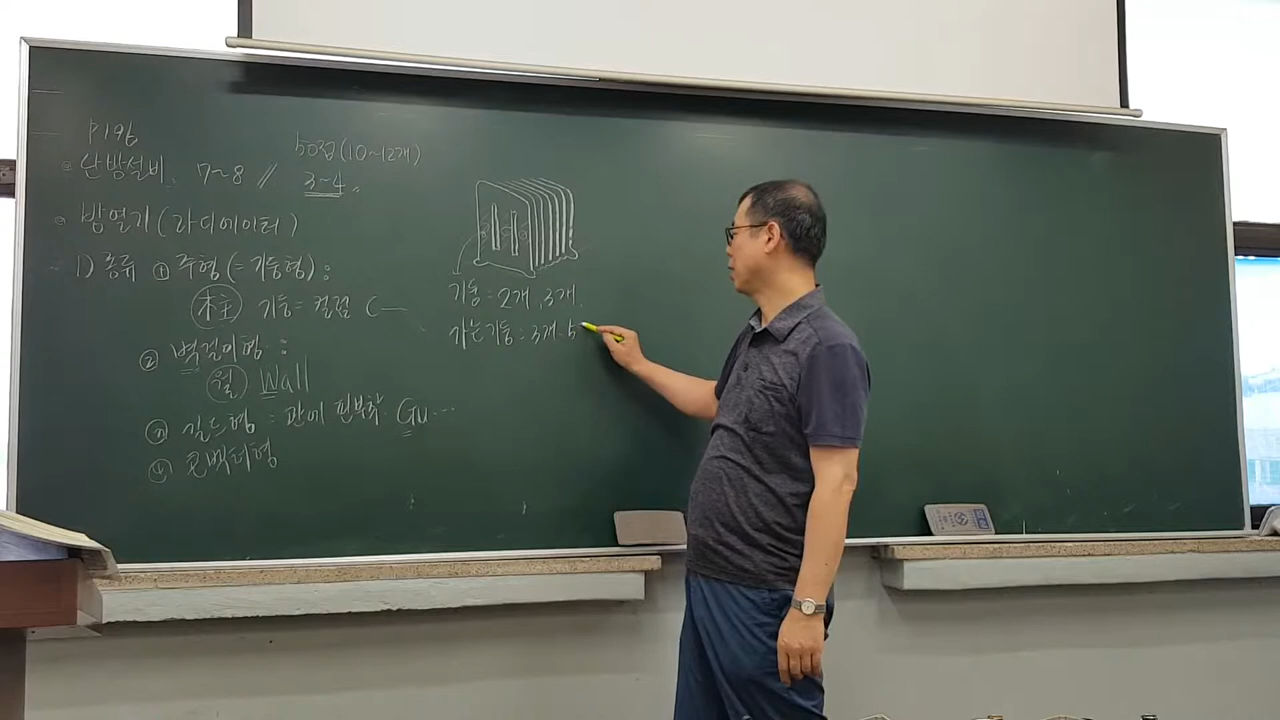 P196
난방설비. 7~8 //
50점(10~12개)
3~4.
방열기(라디에이터)
1) 종류 ① 주형(=기둥형):
柱 기둥=컬럼 C—
② 벽걸이형:
월 Wall
③ 길드형 : 관에 핀부착. Gu...
④ 콘벡터형
기둥 = 2개, 3개.
가는기둥 = 3개. 5